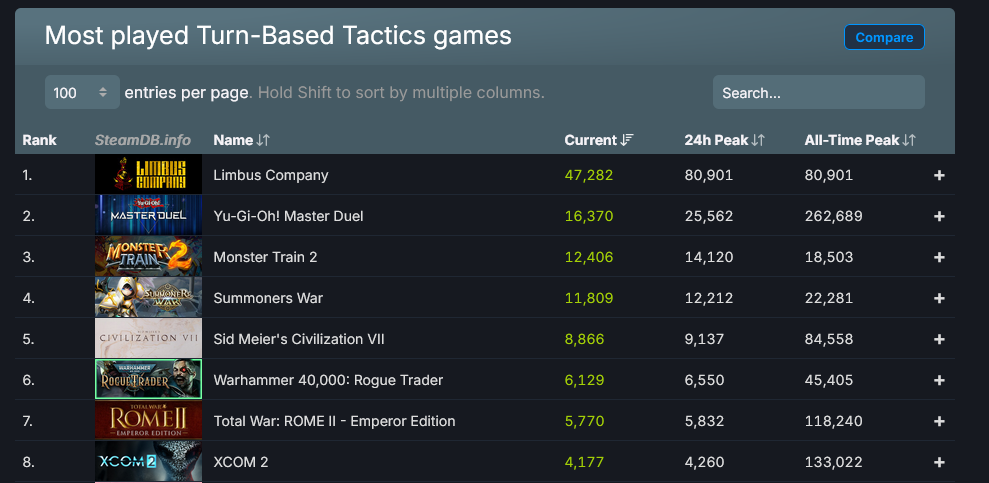 Most played Turn-Based Tactics games
Compare
100 entries per page. Hold Shift to sort by multiple columns.
Search...
Rank SteamDB.info Name Current 24h Peak All-Time Peak
1. LIMBUS COMPANY Limbus Company 47,282 80,901 80,901 +
2. Yu-Gi-Oh! MASTER DUEL Yu-Gi-Oh! Master Duel 16,370 25,562 262,689 +
3. MONSTER TRAIN 2 Monster Train 2 12,406 14,120 18,503 +
4. SUMMONERS WAR Summoners War 11,809 12,212 22,281 +
5. CIVILIZATION VII Sid Meier's Civilization VII 8,866 9,137 84,558 +
6. WARHAMMER ROGUE TRADER Warhammer 40,000: Rogue Trader 6,129 6,550 45,405 +
7. TOTAL WAR ROME II EMPEROR EDITION Total War: ROME II - Emperor Edition 5,770 5,832 118,240 +
8. XCOM 2 XCOM 2 4,177 4,260 133,022 +